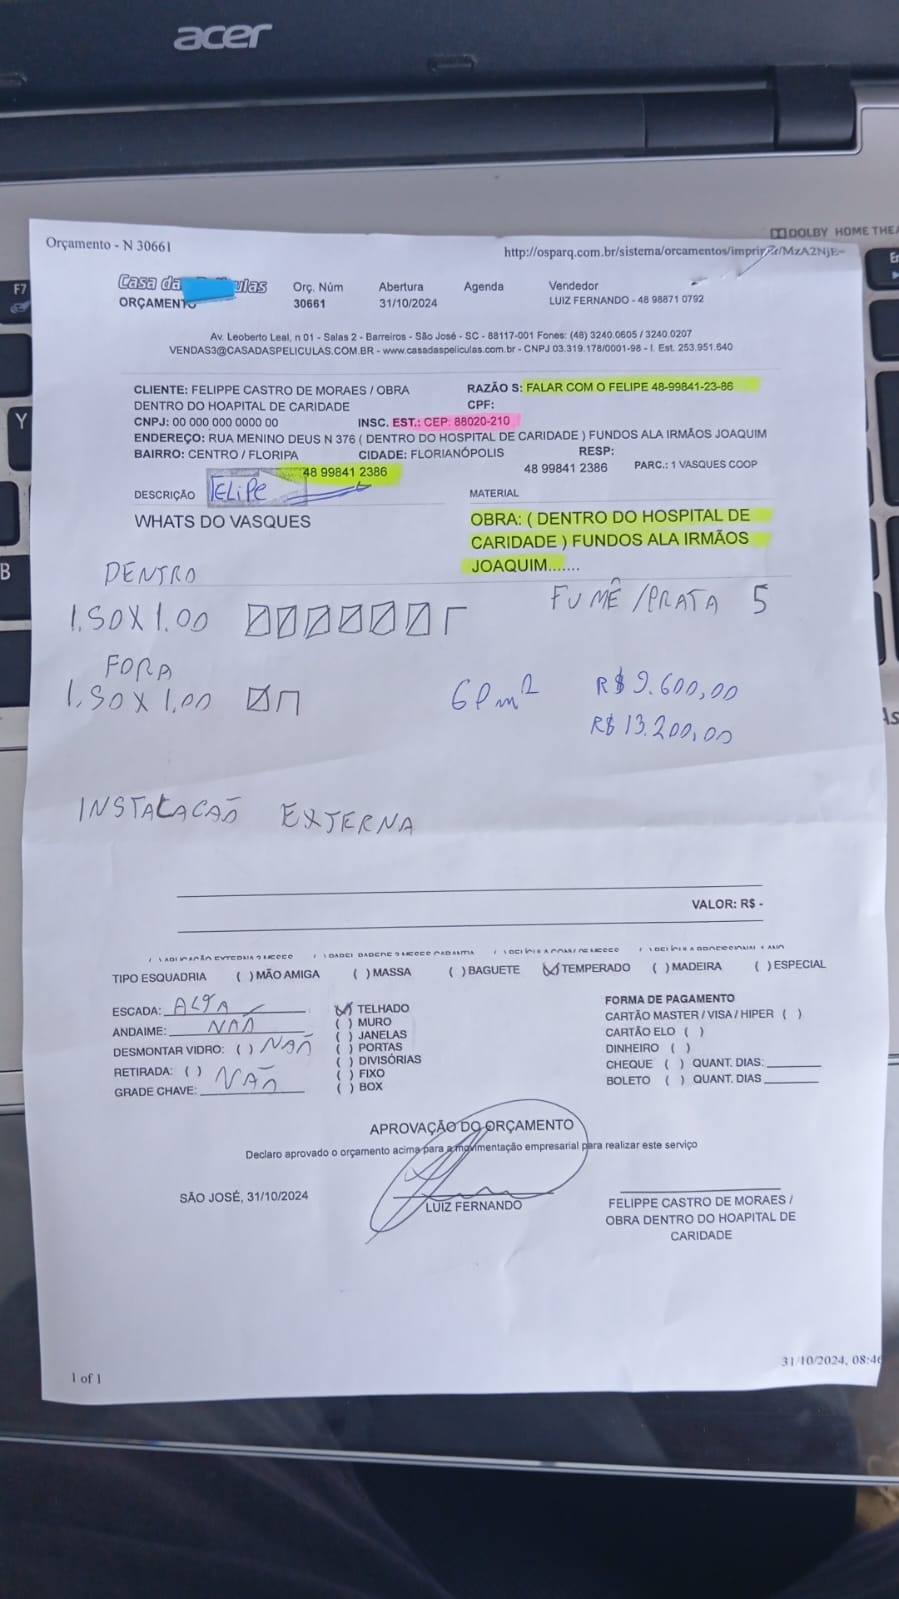 acer
DOLBY HOME THEA
Orçamento - N 30661
http://osparq.com.br/sistema/orcamentos/imprimir/MzA2NjE=
Casa da ulas
Orç. Núm
Abertura
Agenda
Vendedor
ORÇAMENTO
30661
31/10/2024
LUIZ FERNANDO - 48 98871 0792
Av. Leoberto Leal, n 01 - Salas 2 - Barreiros - São José - SC - 88117-001 Fones: (48) 3240.0605 / 3240.0207
VENDAS3@CASADASPELICULAS.COM.BR - www.casadaspeliculas.com.br - CNPJ 03.319.178/0001-98 - I. Est. 253.951.640
CLIENTE: FELIPPE CASTRO DE MORAES / OBRA
RAZÃO S: FALAR COM O FELIPE 48-99841-23-86
DENTRO DO HOAPITAL DE CARIDADE
CPF:
CNPJ: 00 000 000 0000 00
INSC. EST.: CEP: 88020-210
ENDEREÇO: RUA MENINO DEUS N 376 ( DENTRO DO HOSPITAL DE CARIDADE ) FUNDOS ALA IRMÃOS JOAQUIM
BAIRRO: CENTRO / FLORIPA
CIDADE: FLORIANÓPOLIS
RESP:
48 99841 2386
48 99841 2386
PARC.: 1 VASQUES COOP
DESCRIÇÃO
FELIPE
MATERIAL
WHATS DO VASQUES
OBRA: ( DENTRO DO HOSPITAL DE
CARIDADE ) FUNDOS ALA IRMÃOS
JOAQUIM.......
DENTRO
1.50X1.00
FUMÊ/PRATA 5
FORA
1.50X1.00
60m²
R$ 9.600,00
R$ 13.200,00
INSTALACAÕ EXTERNA
VALOR: R$ -
TIPO ESQUADRIA ( ) MÃO AMIGA ( ) MASSA ( ) BAGUETE (✓) TEMPERADO ( ) MADEIRA ( ) ESPECIAL
ESCADA: ALTA
ANDAIME: NAÕ
DESMONTAR VIDRO: ( ) NAÕ
RETIRADA: ( )
GRADE CHAVE: NAÕ
(✓) TELHADO
( ) MURO
( ) JANELAS
( ) PORTAS
( ) DIVISÓRIAS
( ) FIXO
( ) BOX
FORMA DE PAGAMENTO
CARTÃO MASTER / VISA / HIPER ( )
CARTÃO ELO ( )
DINHEIRO ( )
CHEQUE ( ) QUANT. DIAS:
BOLETO ( ) QUANT. DIAS
APROVAÇÃO DO ORÇAMENTO
Declaro aprovado o orçamento acima para a movimentação empresarial para realizar este serviço
SÃO JOSÉ, 31/10/2024
LUIZ FERNANDO
FELIPPE CASTRO DE MORAES /
OBRA DENTRO DO HOAPITAL DE
CARIDADE
1 of 1
31/10/2024, 08:46